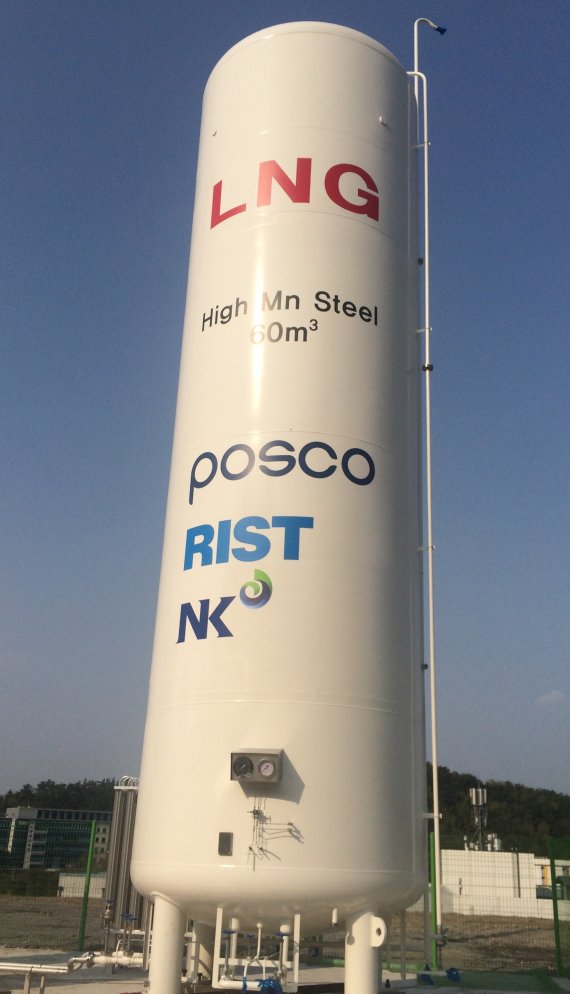 LNG
High Mn Steel
60m³
posco
RIST
NK